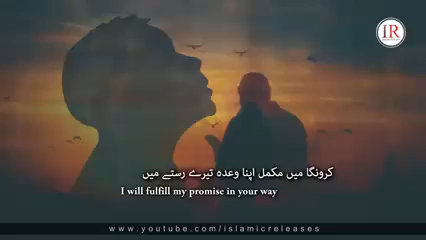 IR
کرونگا میں مکمل اپنا وعدہ تیرے رستے میں
I will fulfill my promise in your way
www.youtube.com/islamicreleases